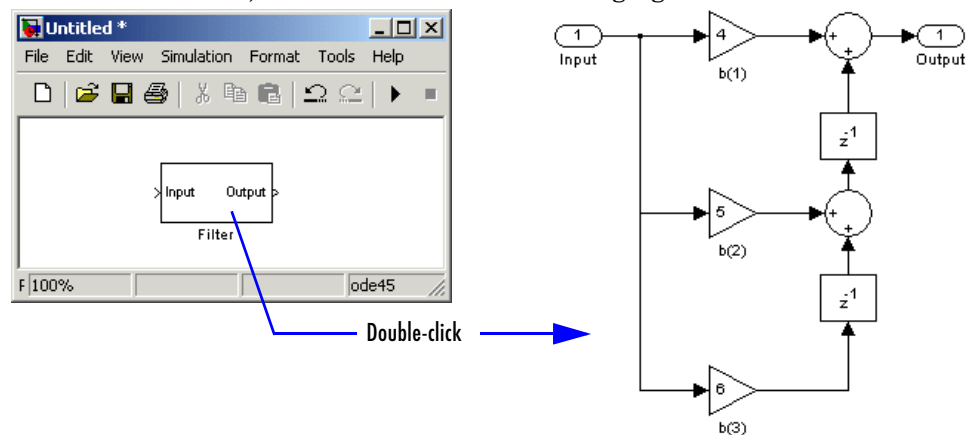 Untitled *
File Edit View Simulation Format Tools Help
Input Output
Filter
F 100% ode45
Double-click
1
Input
4
b(1)
+
+
1
Output
z-1
5
b(2)
+
+
z-1
6
b(3)